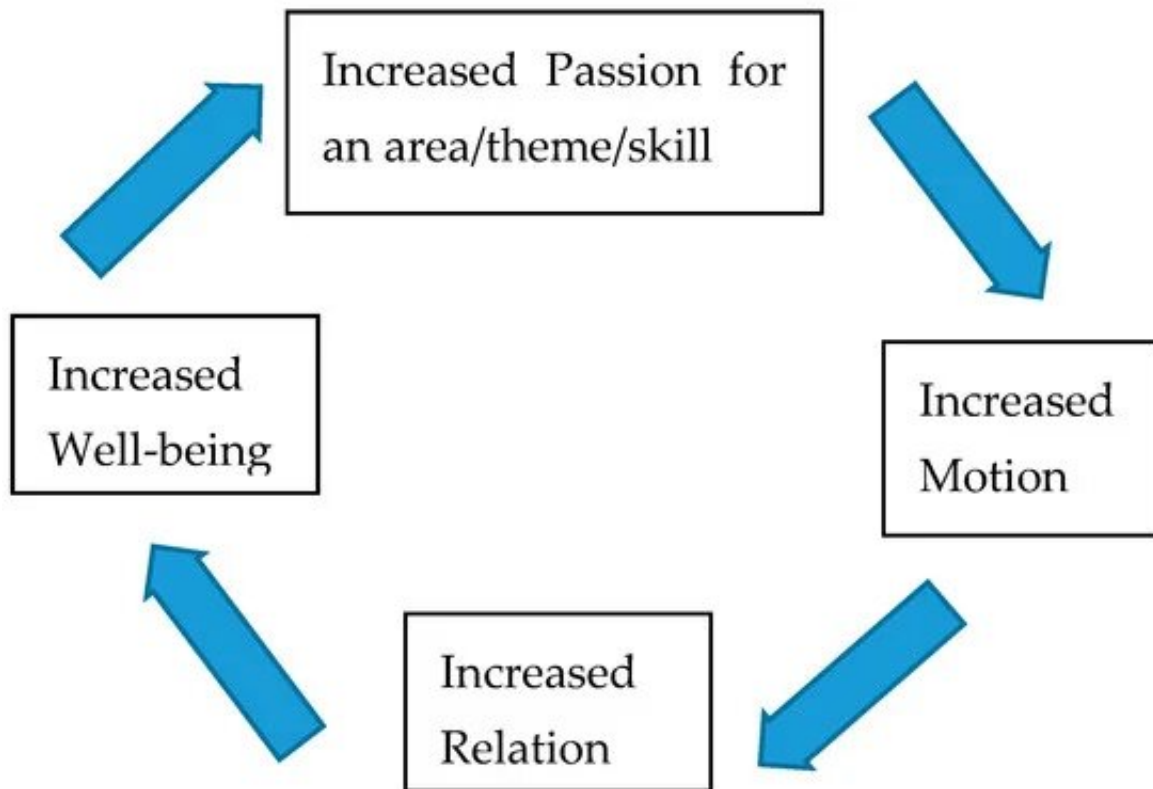 Increased Passion for
an area/theme/skill
Increased
Motion
Increased
Relation
Increased
Well-being